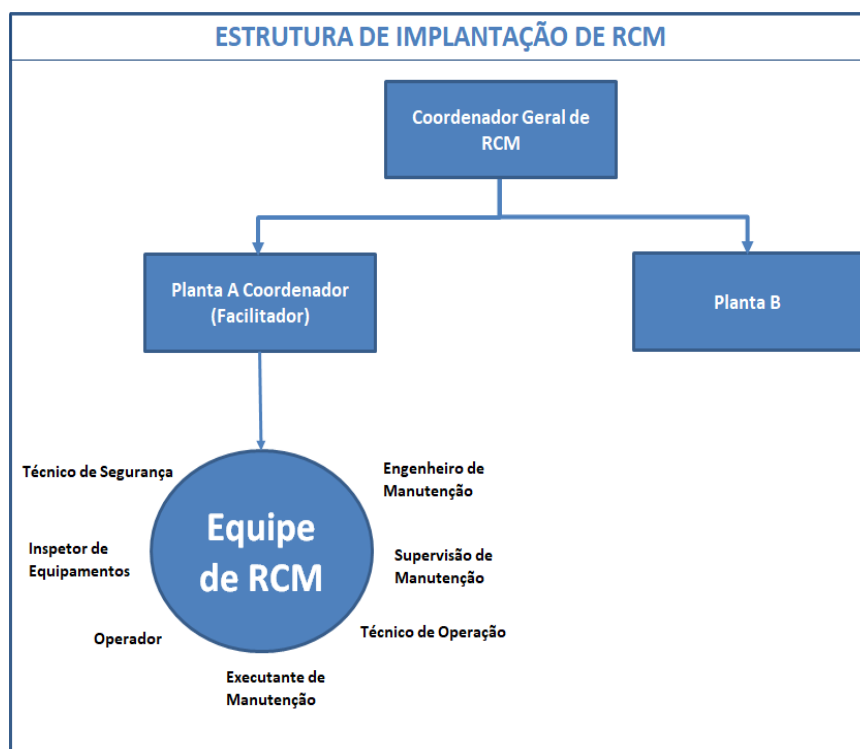 ESTRUTURA DE IMPLANTAÇÃO DE RCM
Coordenador Geral de
RCM
Planta A Coordenador
(Facilitador)
Planta B
Técnico de Segurança
Engenheiro de
Manutenção
Equipe
de RCM
Inspetor de
Equipamentos
Supervisão de
Manutenção
Operador
Técnico de Operação
Executante de
Manutenção